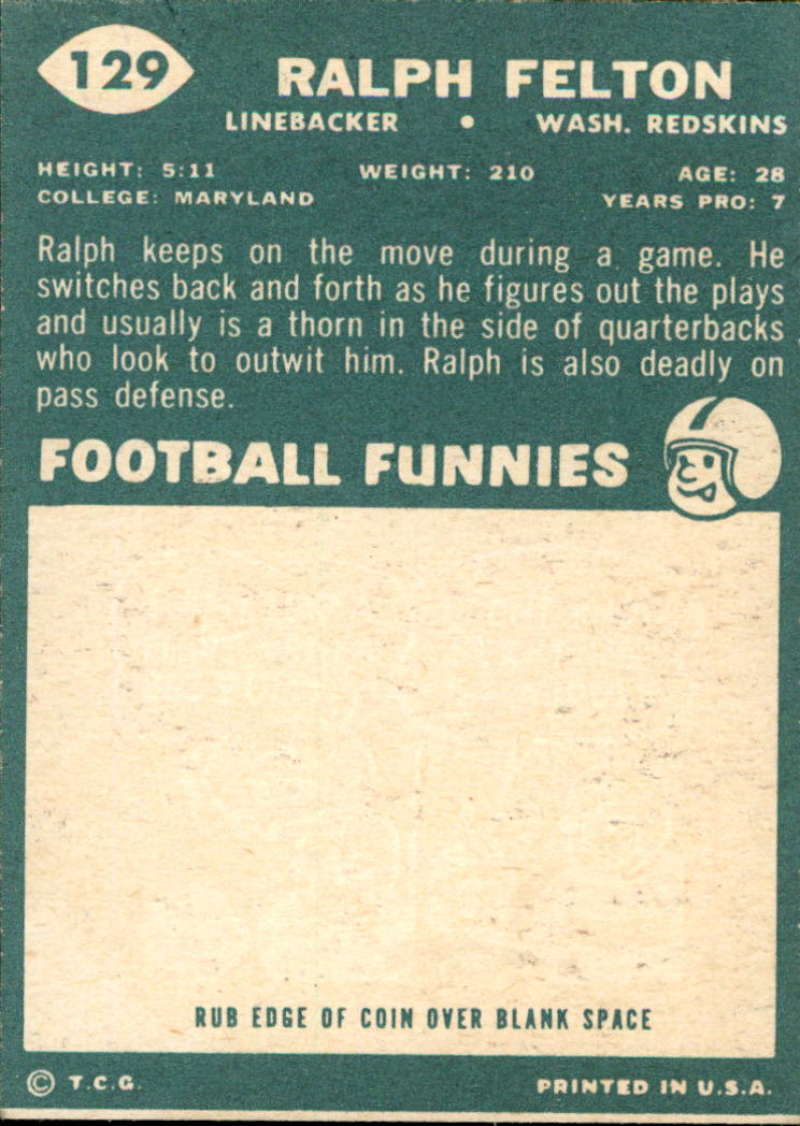 129
RALPH FELTON
LINEBACKER • WASH. REDSKINS
HEIGHT: 5:11 WEIGHT: 210 AGE: 28
COLLEGE: MARYLAND YEARS PRO: 7
Ralph keeps on the move during a game. He
switches back and forth as he figures out the plays
and usually is a thorn in the side of quarterbacks
who look to outwit him. Ralph is also deadly on
pass defense.
FOOTBALL FUNNIES
RUB EDGE OF COIN OVER BLANK SPACE
© T.C.G. PRINTED IN U.S.A.